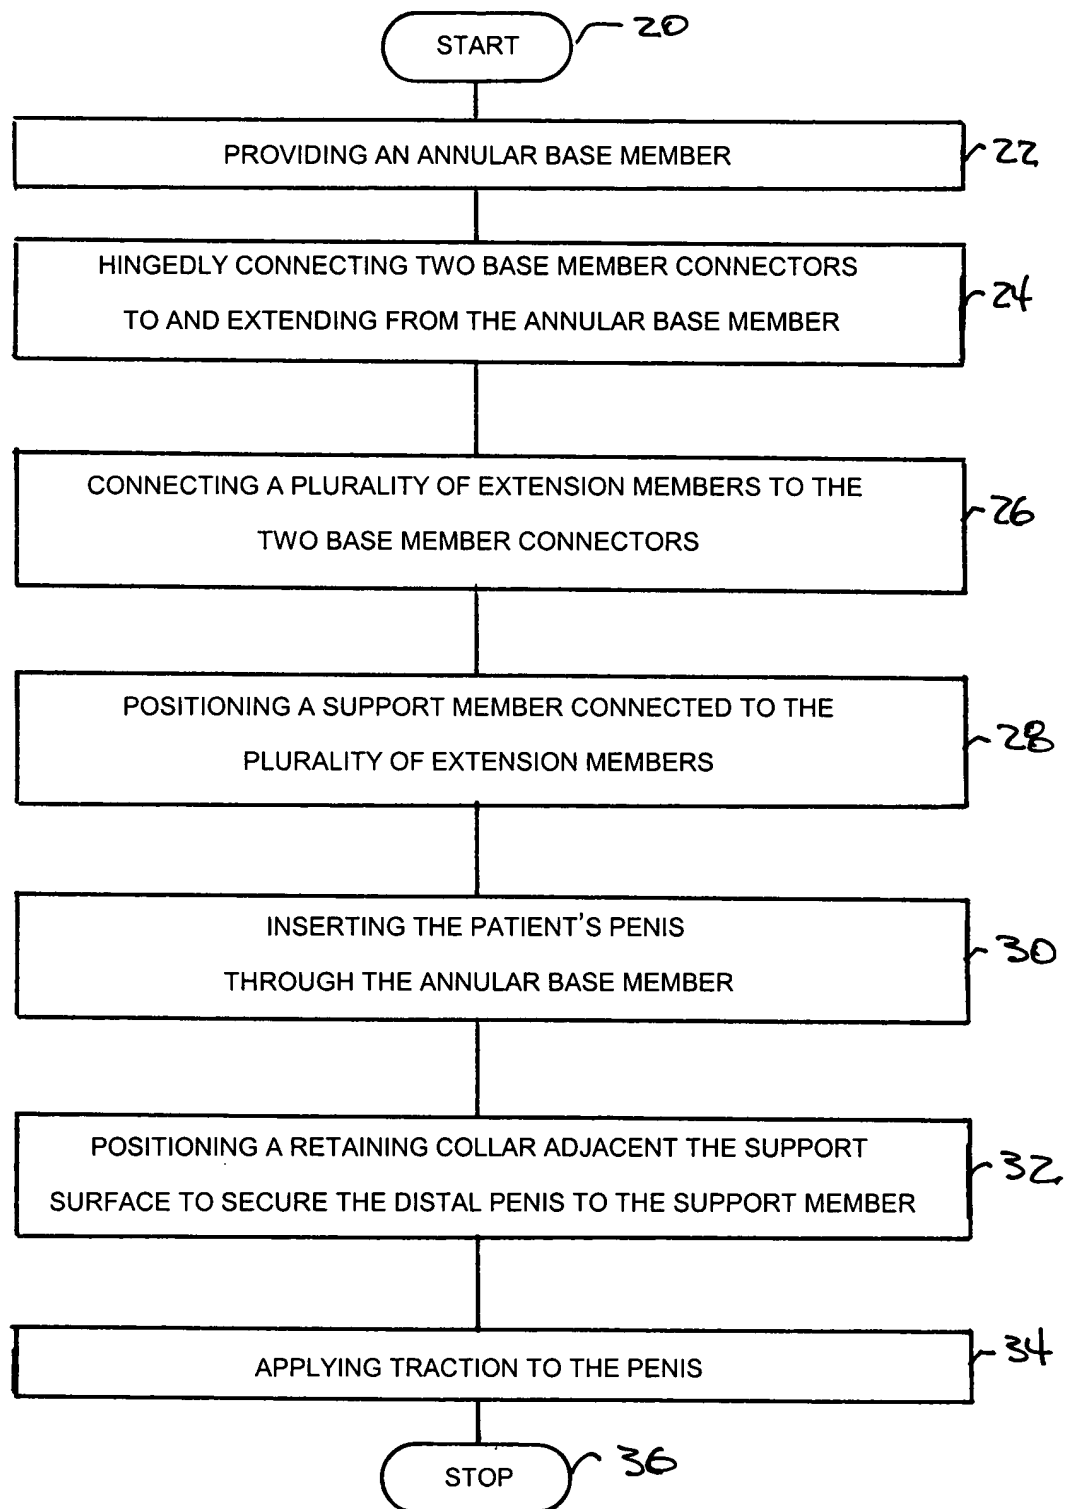 START
20
PROVIDING AN ANNULAR BASE MEMBER
22
HINGEDLY CONNECTING TWO BASE MEMBER CONNECTORS
TO AND EXTENDING FROM THE ANNULAR BASE MEMBER
24
CONNECTING A PLURALITY OF EXTENSION MEMBERS TO THE
TWO BASE MEMBER CONNECTORS
26
POSITIONING A SUPPORT MEMBER CONNECTED TO THE
PLURALITY OF EXTENSION MEMBERS
28
INSERTING THE PATIENT'S PENIS
THROUGH THE ANNULAR BASE MEMBER
30
POSITIONING A RETAINING COLLAR ADJACENT THE SUPPORT
SURFACE TO SECURE THE DISTAL PENIS TO THE SUPPORT MEMBER
32
APPLYING TRACTION TO THE PENIS
34
STOP
36